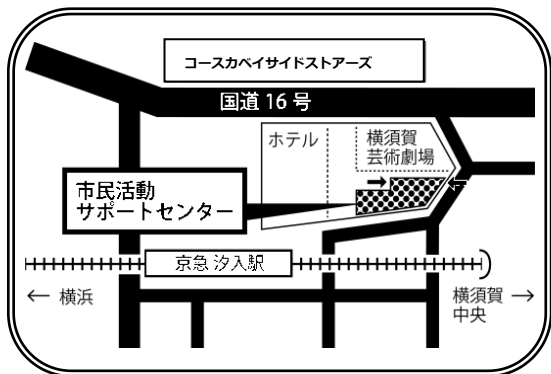 コースカベイサイドストアーズ
国道 16 号
ホテル
横須賀
芸術劇場
市民活動
サポートセンター
京急 汐入駅
← 横浜
横須賀 →
中央